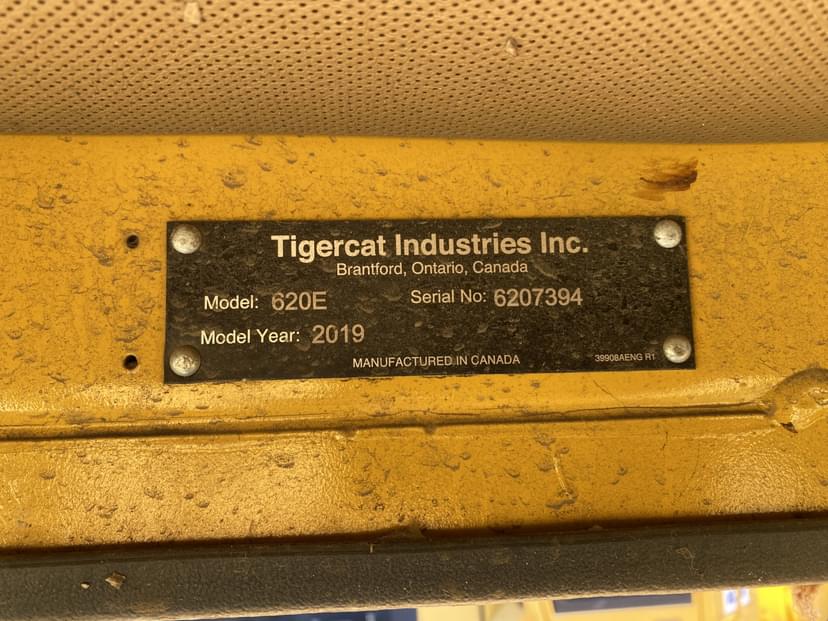 Tigercat Industries Inc.
Brantford, Ontario, Canada
Model: 620E Serial No: 6207394
Model Year: 2019
MANUFACTURED IN CANADA 39908AENG R1